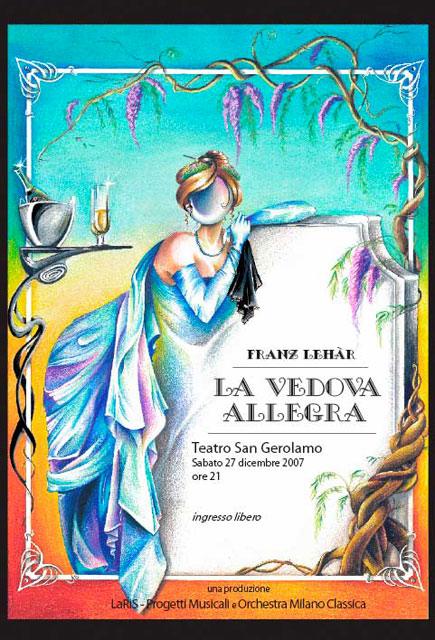 FRANZ LEHÀR
LA VEDOVA
ALLEGRA
Teatro San Gerolamo
Sabato 27 dicembre 2007
ore 21
ingresso libero
una produzione
LaRiS - Progetti Musicali e Orchestra Milano Classica